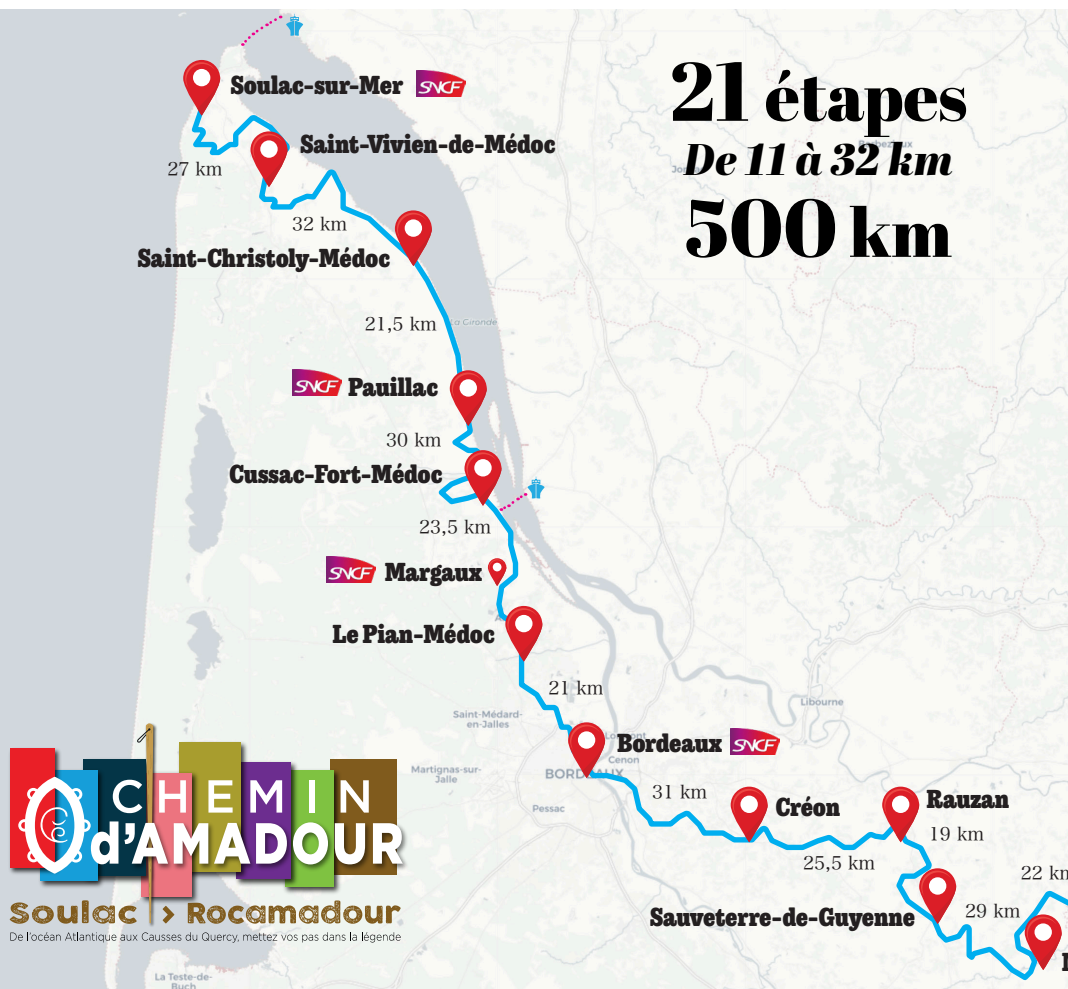 21 étapes
De 11 à 32 km
500 km
Soulac-sur-Mer SNCF
Saint-Vivien-de-Médoc
27 km
32 km
Saint-Christoly-Médoc
21,5 km
La Gironde
SNCF Pauillac
30 km
Cussac-Fort-Médoc
23,5 km
SNCF Margaux
Le Pian-Médoc
21 km
Saint-Médard-
en-Jalles
Libourne
Bordeaux SNCF
Cenon
Martignas-sur-
Jalle
BORDEAUX
31 km
Pessac
Créon
Rauzan
19 km
25,5 km
22 km
Sauveterre-de-Guyenne
29 km
CHEMIN
d'AMADOUR
Soulac > Rocamadour
De l'océan Atlantique aux Causses du Quercy, mettez vos pas dans la légende
La Teste-de-
Buch